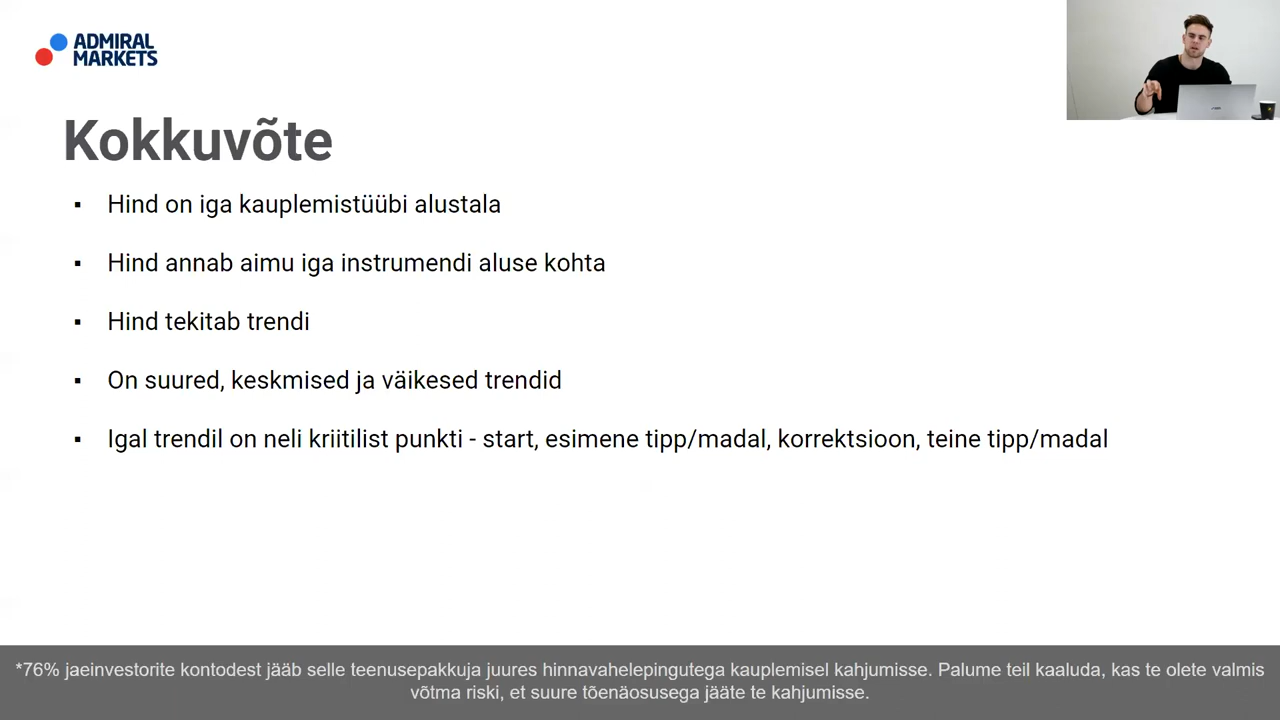 ADMIRAL
MARKETS
Kokkuvõte
▪ Hind on iga kauplemistüübi alustala
▪ Hind annab aimu iga instrumendi aluse kohta
▪ Hind tekitab trendi
▪ On suured, keskmised ja väikesed trendid
▪ Igal trendil on neli kriitilist punkti - start, esimene tipp/madal, korrektsioon, teine tipp/madal
*76% jaeinvestorite kontodest jääb selle teenusepakkuja juures hinnavahelepingutega kauplemisel kahjumisse. Palume teil kaaluda, kas te olete valmis
võtma riski, et suure tõenäosusega jääte te kahjumisse.